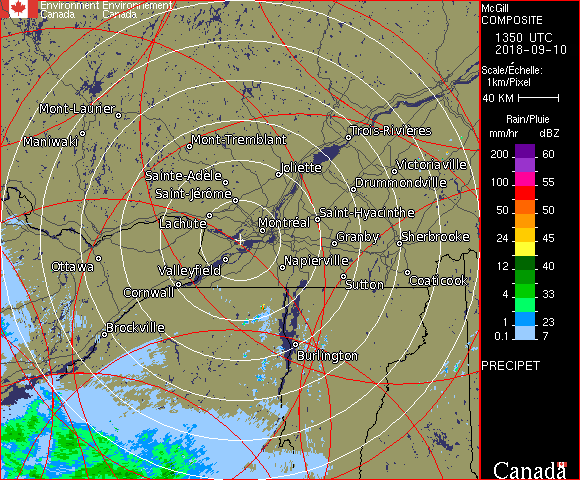 Environment Environnement
Canada Canada
McGill
COMPOSITE
1350 UTC
2018-09-10
Scale/Échelle:
1km/Pixel
40 KM
Rain/Pluie
mm/hr dBZ
200 60
150 57
100 55
50 50
24 45
12 40
4 33
1 23
0.1 7
PRECIPET
Canada
Mont-Laurier
Maniwaki
Mont-Tremblant
Trois-Rivières
Sainte-Adèle
Joliette
Victoriaville
Saint-Jérôme
Drummondville
Lachute
Montréal
Saint-Hyacinthe
Granby
Sherbrooke
Ottawa
Valleyfield
Napierville
Cornwall
Sutton
Coaticook
Brockville
Burlington